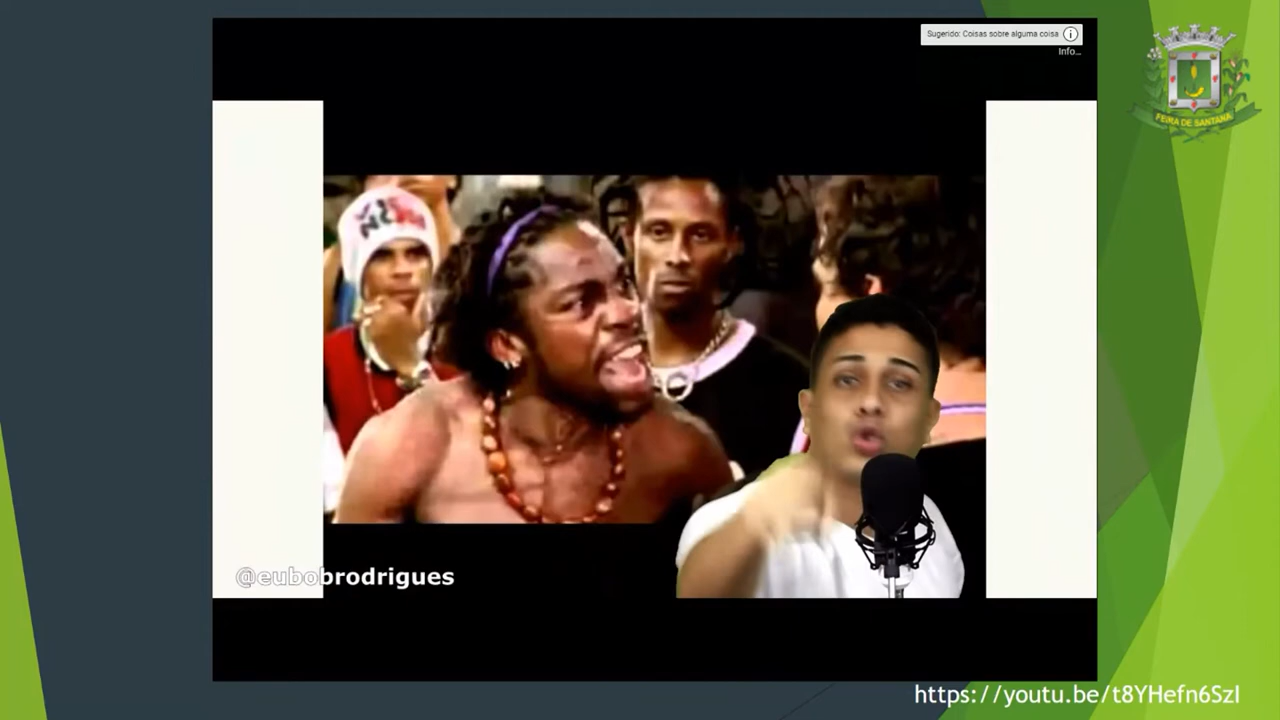 Sugerido: Coisas sobre alguma coisa
Info...
FEIRA DE SANTANA
@eubobrodrigues
https://youtu.be/t8YHefn6SzI